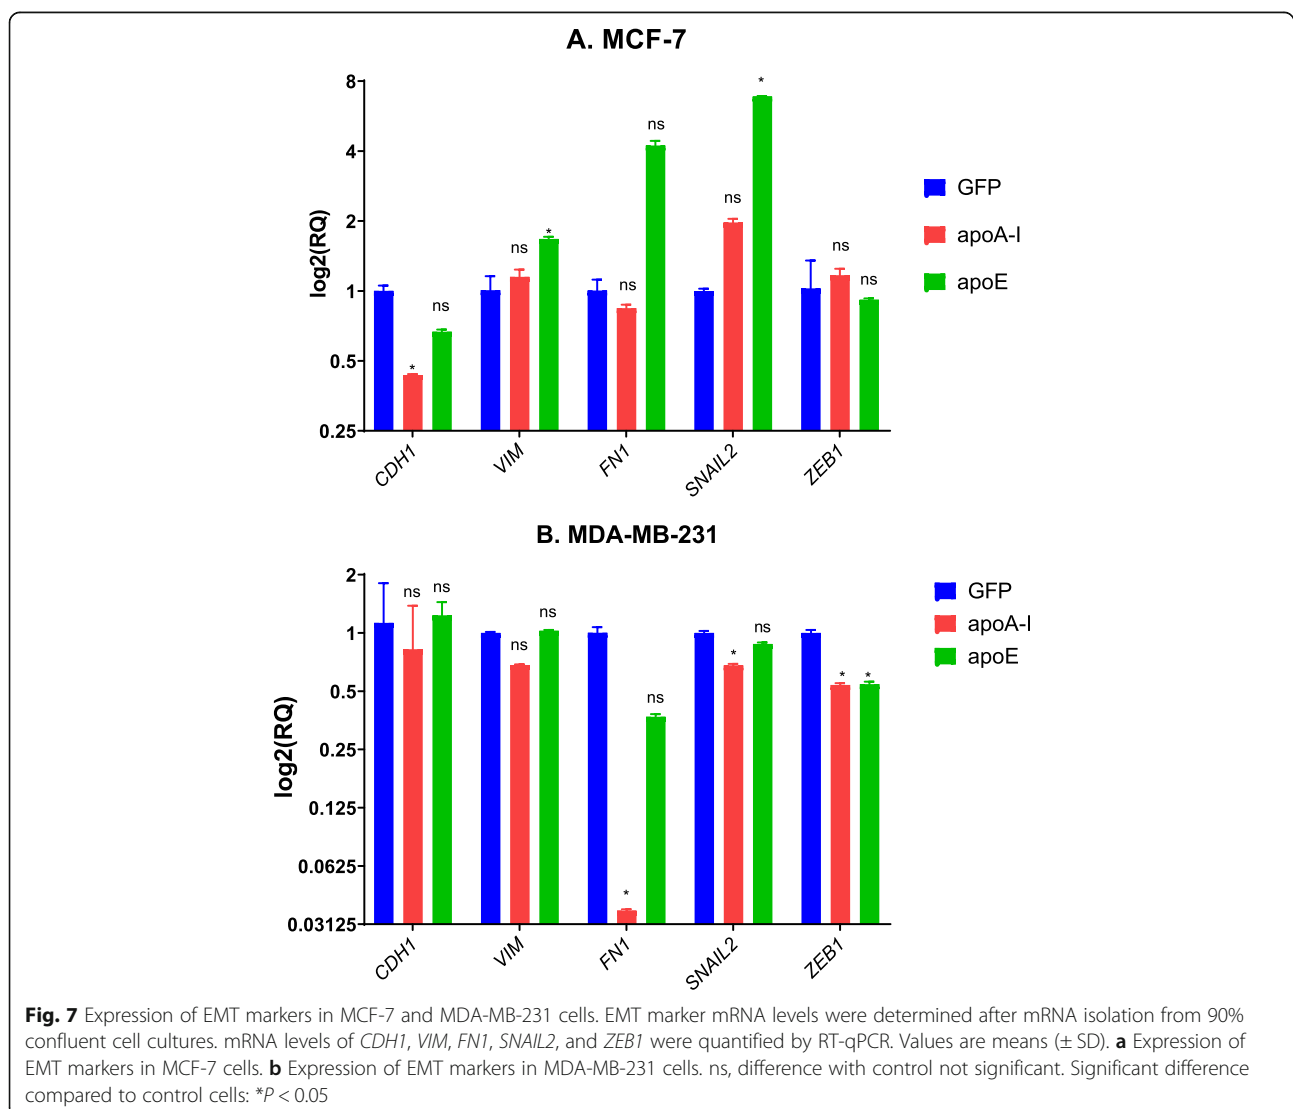 A. MCF-7
8
4
2
1
0.5
0.25
log2(RQ)
*
ns
ns
*
ns
ns
ns
*
ns
ns
CDH1
VIM
FN1
SNAIL2
ZEB1
GFP
apoA-I
apoE
B. MDA-MB-231
2
1
0.5
0.25
0.125
0.0625
0.03125
log2(RQ)
ns
ns
ns
ns
*
ns
*
ns
*
*
CDH1
VIM
FN1
SNAIL2
ZEB1
GFP
apoA-I
apoE
Fig. 7 Expression of EMT markers in MCF-7 and MDA-MB-231 cells. EMT marker mRNA levels were determined after mRNA isolation from 90%
confluent cell cultures. mRNA levels of CDH1, VIM, FN1, SNAIL2, and ZEB1 were quantified by RT-qPCR. Values are means (± SD). a Expression of
EMT markers in MCF-7 cells. b Expression of EMT markers in MDA-MB-231 cells. ns, difference with control not significant. Significant difference
compared to control cells: *P < 0.05